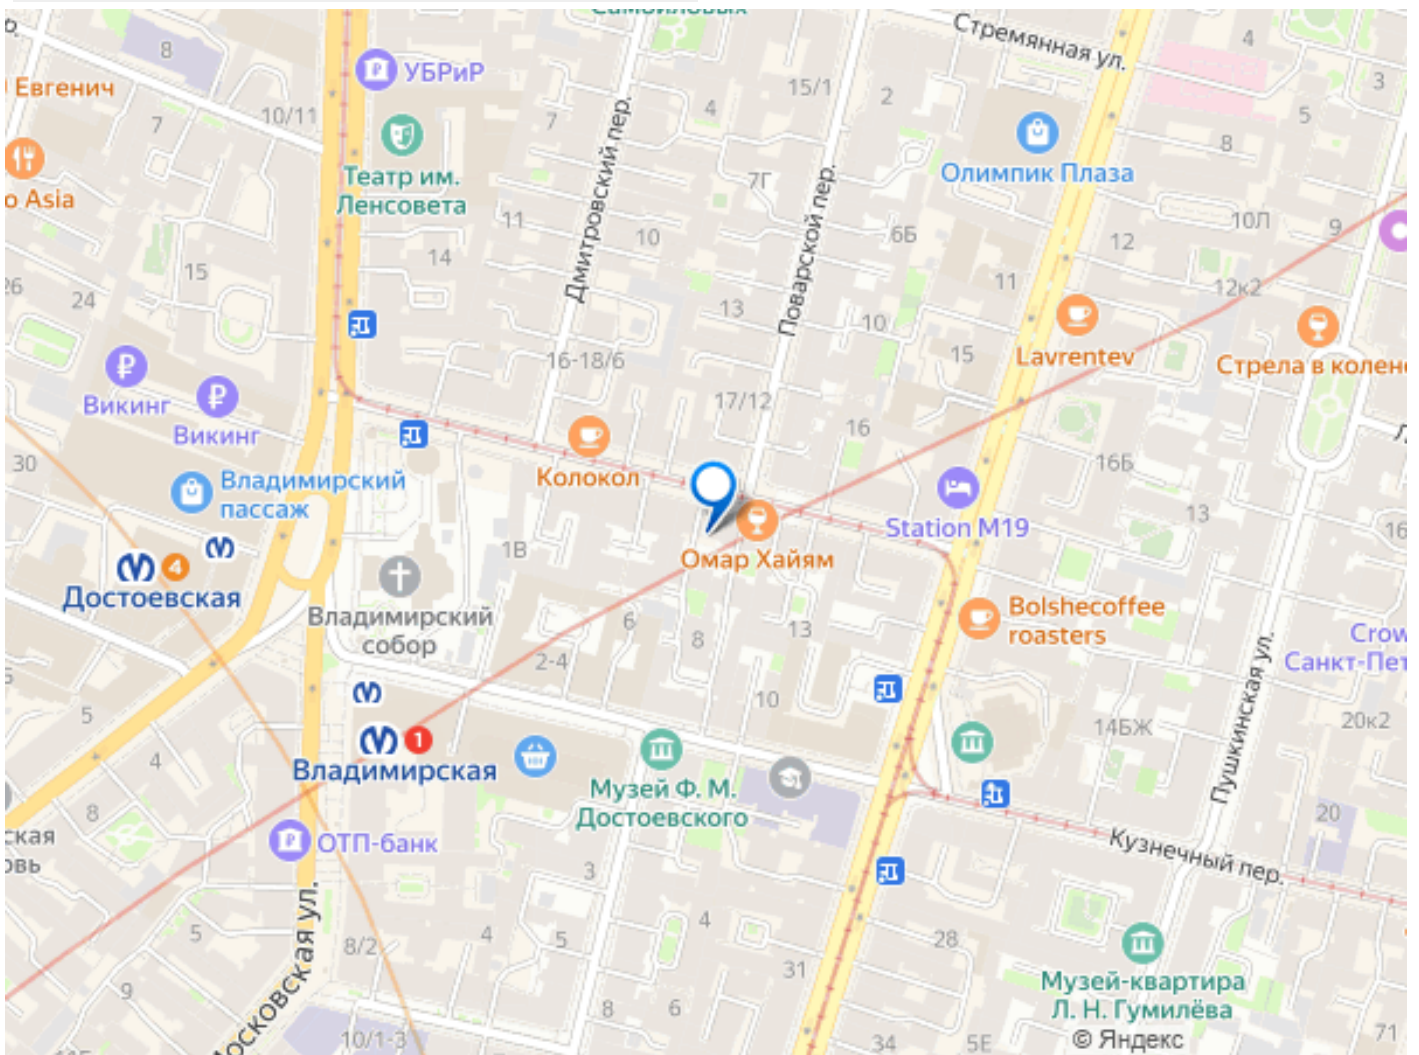 Стремянная ул.
4
8
УБРиР
Евгенич
10/11
7
7
4
15/1
2
3
5
8
Театр им.
Ленсовета
o Asia
Дмитровский пер.
7Г
Поварской пер.
Олимпик Плаза
11
10
6Б
12
10Л
9
14
15
26
24
13
11
12к2
10
16-18/6
15
Lavrentev
Стрела в колен
Викинг
Викинг
17/12
16
Колокол
30
16Б
Владимирский
пассаж
Station M19
13
16
1В
Омар Хайям
4
Достоевская
Владимирский
собор
6
8
13
2-4
Bolshecoffee
roasters
Crow
Санкт-Пет
Пушкинская ул.
10
5
14БЖ
20к2
1
Владимирская
4
Музей Ф. М.
Достоевского
8
20
ская
овь
ОТП-банк
Кузнечный пер.
3
Московская ул.
5
8/2
4
5
4
28
31
9
Музей-квартира
Л. Н. Гумилёва
8
6
10/1-3
34
5Е
© Яндекс
71